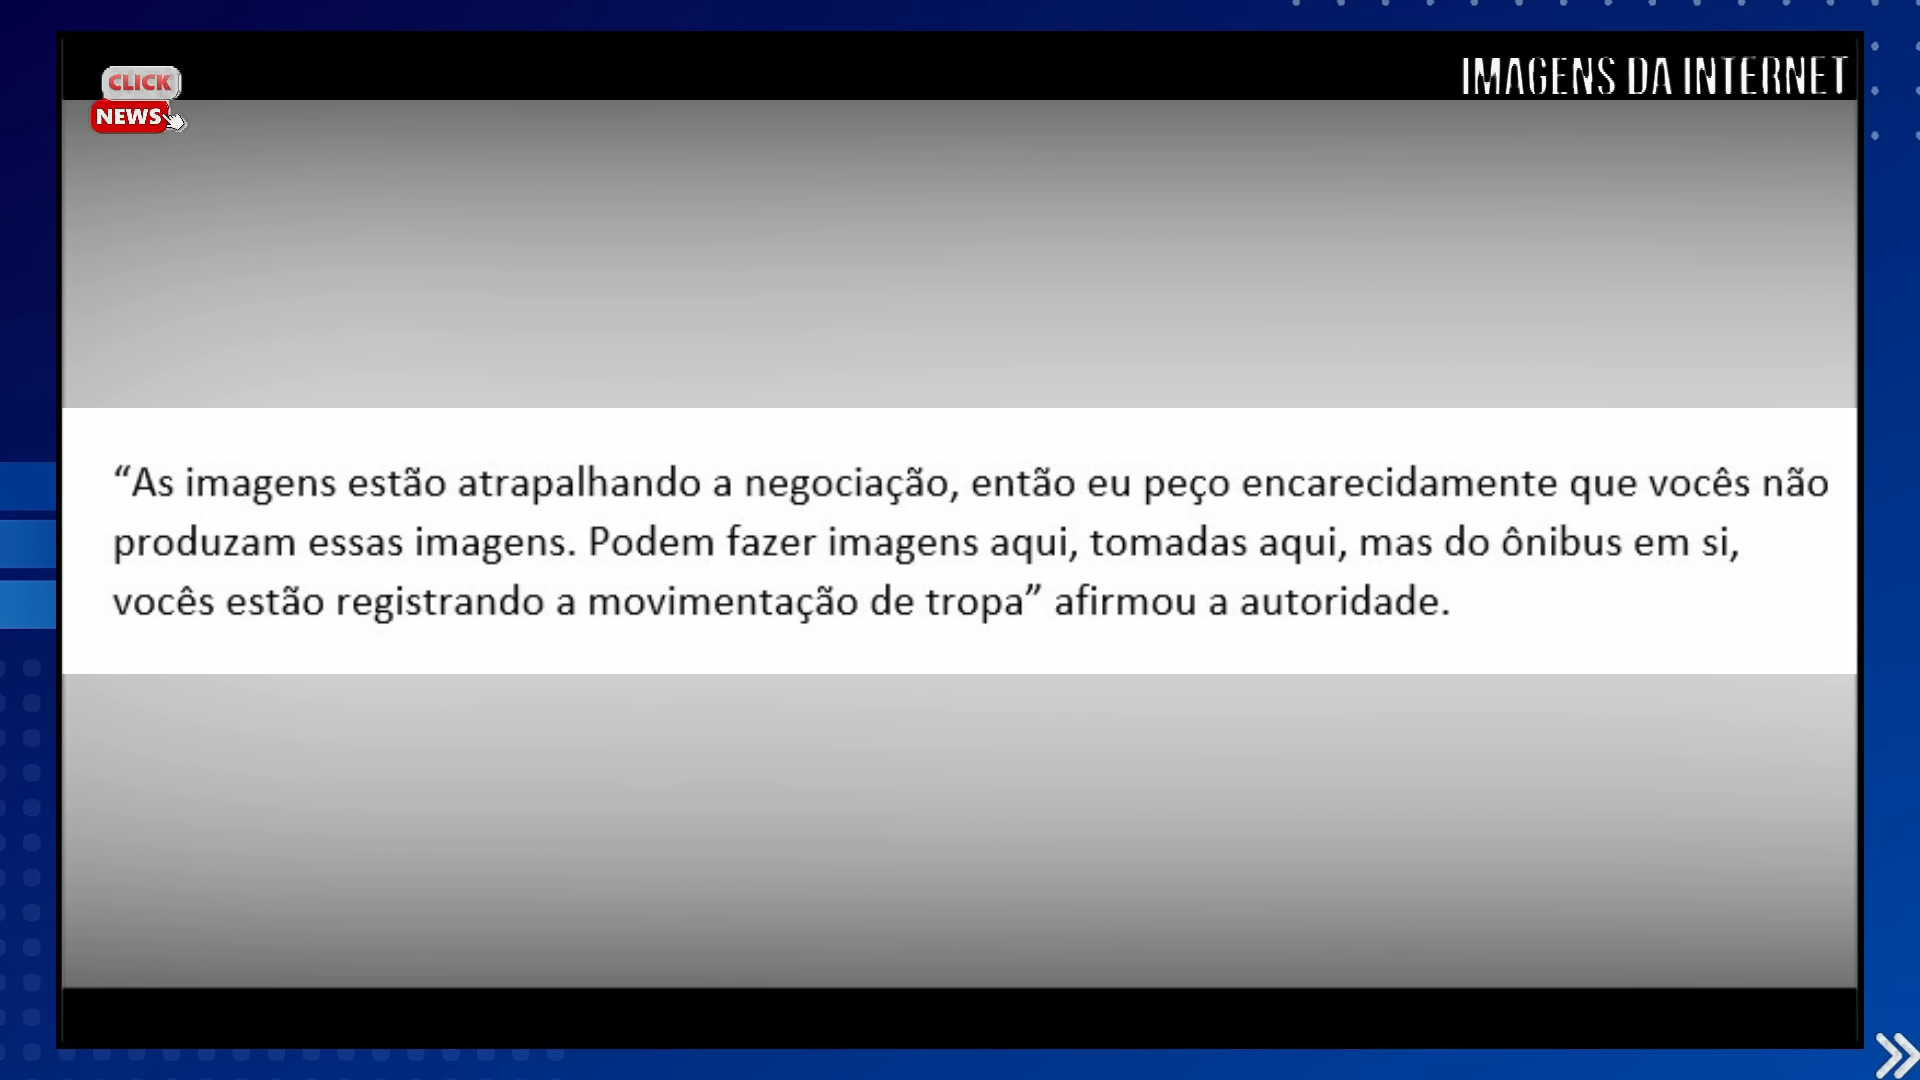 CLICK
NEWS
IMAGENS DA INTERNET
“As imagens estão atrapalhando a negociação, então eu peço encarecidamente que vocês não
produzam essas imagens. Podem fazer imagens aqui, tomadas aqui, mas do ônibus em si,
vocês estão registrando a movimentação de tropa” afirmou a autoridade.